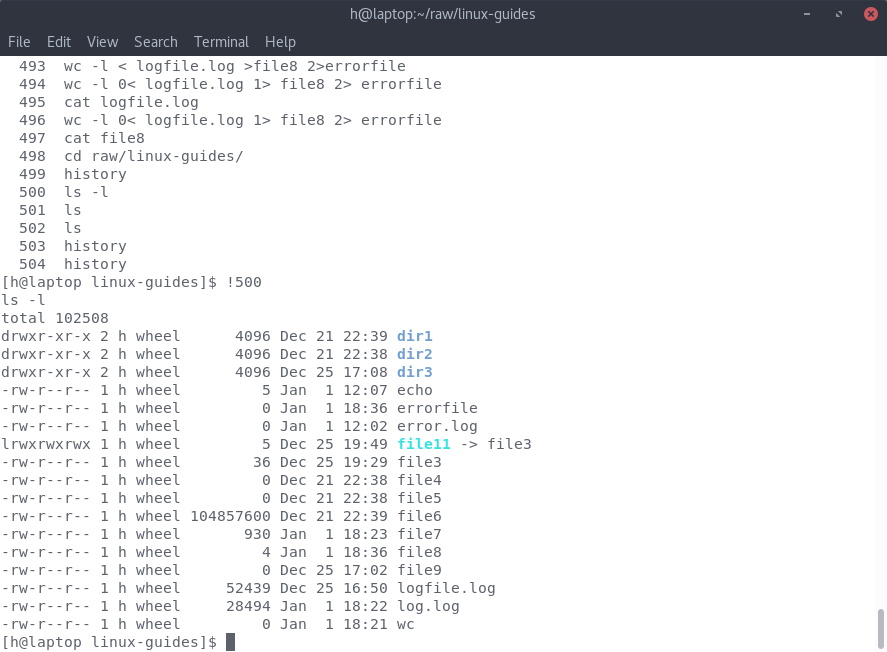 h@laptop:~/raw/linux-guides
File Edit View Search Terminal Help
  493  wc -l < logfile.log >file8 2>errorfile
  494  wc -l 0< logfile.log 1> file8 2> errorfile
  495  cat logfile.log
  496  wc -l 0< logfile.log 1> file8 2> errorfile
  497  cat file8
  498  cd raw/linux-guides/
  499  history
  500  ls -l
  501  ls
  502  ls
  503  history
  504  history
[h@laptop linux-guides]$ !500
ls -l
total 102508
drwxr-xr-x 2 h wheel      4096 Dec 21 22:39 dir1
drwxr-xr-x 2 h wheel      4096 Dec 21 22:38 dir2
drwxr-xr-x 2 h wheel      4096 Dec 25 17:08 dir3
-rw-r--r-- 1 h wheel         5 Jan  1 12:07 echo
-rw-r--r-- 1 h wheel         0 Jan  1 18:36 errorfile
-rw-r--r-- 1 h wheel         0 Jan  1 12:02 error.log
lrwxrwxrwx 1 h wheel         5 Dec 25 19:49 file11 -> file3
-rw-r--r-- 1 h wheel        36 Dec 25 19:29 file3
-rw-r--r-- 1 h wheel         0 Dec 21 22:38 file4
-rw-r--r-- 1 h wheel         0 Dec 21 22:38 file5
-rw-r--r-- 1 h wheel 104857600 Dec 21 22:39 file6
-rw-r--r-- 1 h wheel       930 Jan  1 18:23 file7
-rw-r--r-- 1 h wheel         4 Jan  1 18:36 file8
-rw-r--r-- 1 h wheel         0 Dec 25 17:02 file9
-rw-r--r-- 1 h wheel     52439 Dec 25 16:50 logfile.log
-rw-r--r-- 1 h wheel     28494 Jan  1 18:22 log.log
-rw-r--r-- 1 h wheel         0 Jan  1 18:21 wc
[h@laptop linux-guides]$